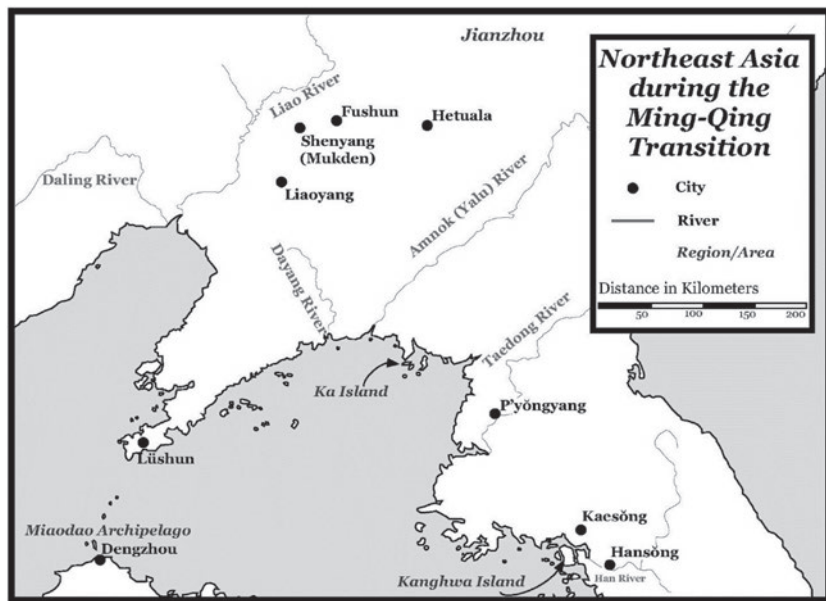 Jianzhou
Northeast Asia
during the
Ming-Qing
Transition
City
River
Region/Area
Distance in Kilometers
50 100 150 200
Liao River
Fushun
Hetuala
Shenyang
(Mukden)
Daling River
Liaoyang
Amnok (Yalu) River
Dayang River
Taedong River
Ka Island
P'yŏngyang
Lüshun
Miaodao Archipelago
Dengzhou
Kaesŏng
Hansŏng
Han River
Kanghwa Island